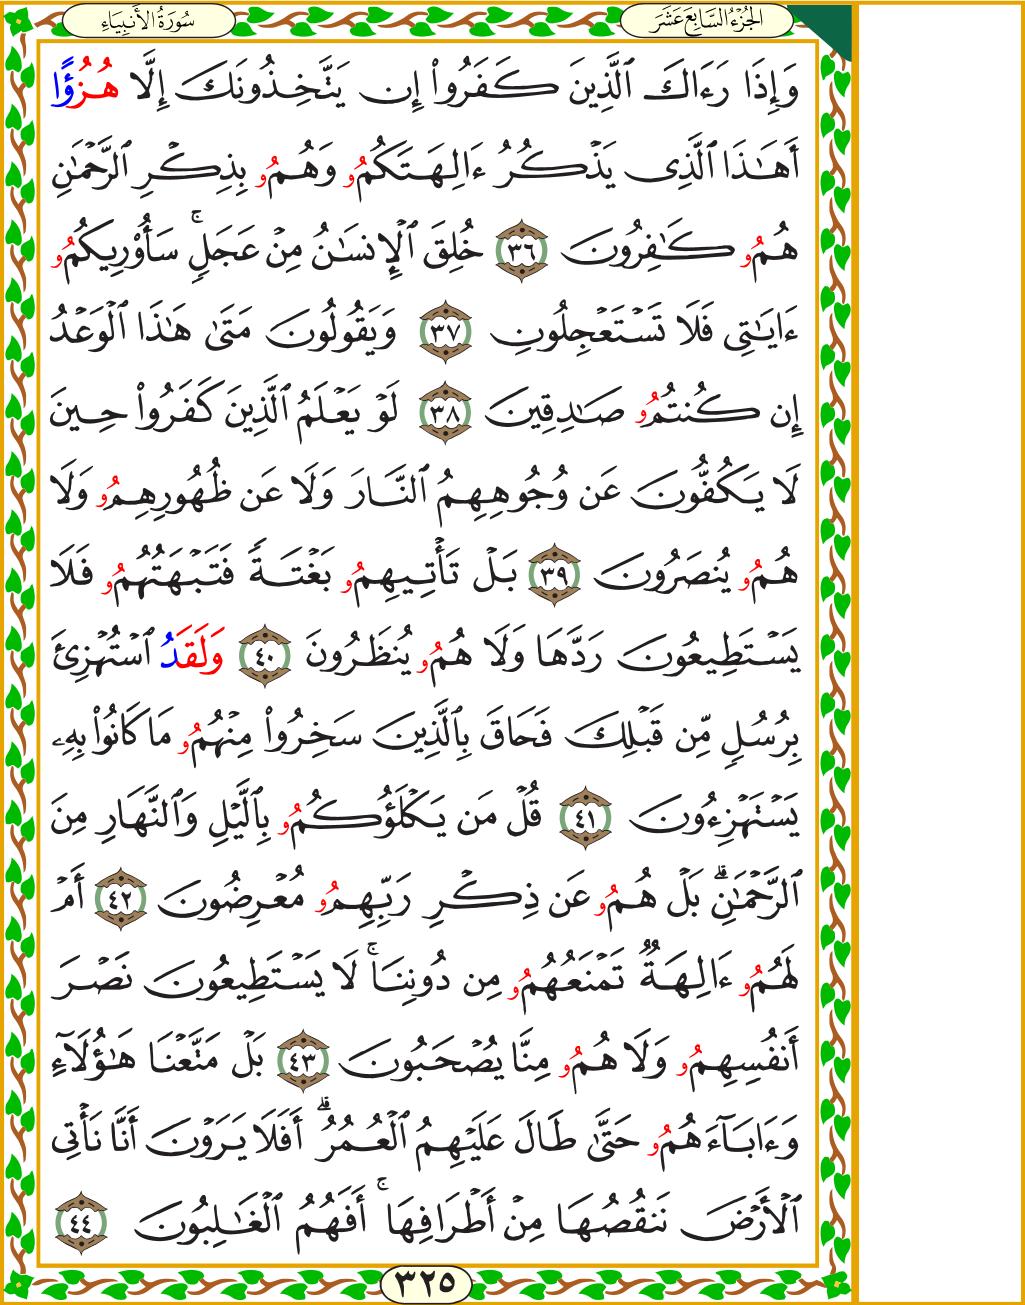 الجُزْءُ السَّابِعَ عَشَرَ
سُورَةُ الأَنبِيَاءِ
وَإِذَا رَءَاكَ ٱلَّذِينَ كَفَرُوا۟ إِن يَتَّخِذُونَكَ إِلَّا هُزُؤًا
أَهَـٰذَا ٱلَّذِى يَذْكُرُ ءَالِهَتَكُمُۥ وَهُمُۥ بِذِكْرِ ٱلرَّحْمَـٰنِ
هُمُۥ كَـٰفِرُونَ ٣٦ خُلِقَ ٱلْإِنسَـٰنُ مِنْ عَجَلٍۚ سَأُو۟رِيكُمُۥ
ءَايَـٰتِى فَلَا تَسْتَعْجِلُونِ ٣٧ وَيَقُولُونَ مَتَىٰ هَـٰذَا ٱلْوَعْدُ
إِن كُنتُمُۥ صَـٰدِقِينَ ٣٨ لَوْ يَعْلَمُ ٱلَّذِينَ كَفَرُوا۟ حِينَ
لَا يَكُفُّونَ عَن وُجُوهِهِمُ ٱلنَّارَ وَلَا عَن ظُهُورِهِمُۥ وَلَا
هُمُۥ يُنصَرُونَ ٣٩ بَلْ تَأْتِيهِمُۥ بَغْتَةً فَتَبْهَتُهُمُۥ فَلَا
يَسْتَطِيعُونَ رَدَّهَا وَلَا هُمُۥ يُنظَرُونَ ٤٠ وَلَقَدُ ٱسْتُهْزِئَ
بِرُسُلٍ مِّن قَبْلِكَ فَحَاقَ بِٱلَّذِينَ سَخِرُوا۟ مِنْهُمُۥ مَا كَانُوا۟ بِهِۦ
يَسْتَهْزِءُونَ ٤١ قُلْ مَن يَكْلَؤُكُمُۥ بِٱلَّيْلِ وَٱلنَّهَارِ مِنَ
ٱلرَّحْمَـٰنِۗ بَلْ هُمُۥ عَن ذِكْرِ رَبِّهِمُۥ مُعْرِضُونَ ٤٢ أَمْ
لَهُمُۥ ءَالِهَةٌ تَمْنَعُهُمُۥ مِن دُونِنَاۚ لَا يَسْتَطِيعُونَ نَصْرَ
أَنفُسِهِمُۥ وَلَا هُمُۥ مِنَّا يُصْحَبُونَ ٤٣ بَلْ مَتَّعْنَا هَـٰٓؤُلَآءِ
وَءَابَآءَهُمُۥ حَتَّىٰ طَالَ عَلَيْهِمُ ٱلْعُمُرُۗ أَفَلَا يَرَوْنَ أَنَّا نَأْتِى
ٱلْأَرْضَ نَنقُصُهَا مِنْ أَطْرَافِهَاۚ أَفَهُمُ ٱلْغَـٰلِبُونَ ٤٤
٣٢٥